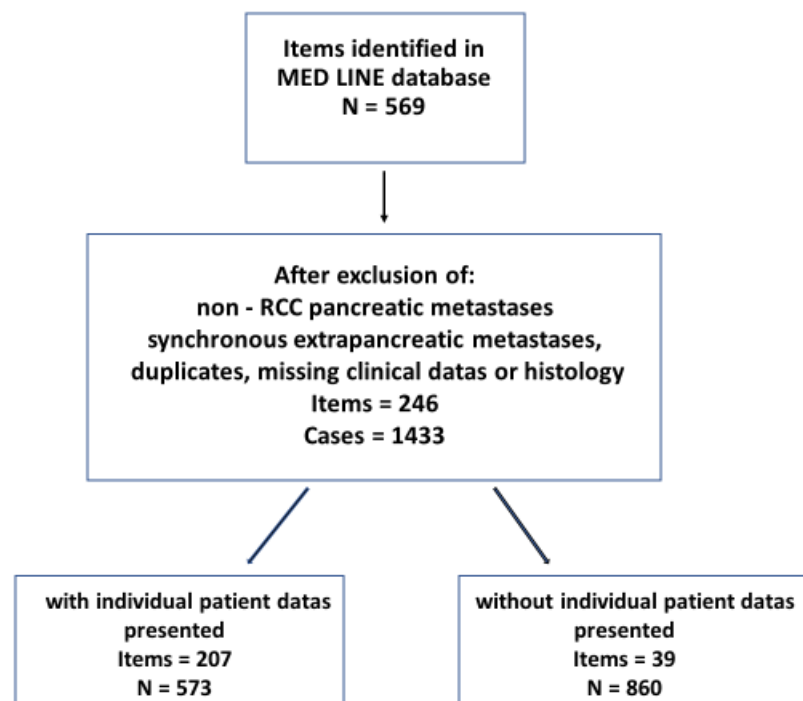 Items identified in
MED LINE database
N = 569
After exclusion of:
non - RCC pancreatic metastases
synchronous extrapancreatic metastases,
duplicates, missing clinical datas or histology
Items = 246
Cases = 1433
with individual patient datas
presented
Items = 207
N = 573
without individual patient datas
presented
Items = 39
N = 860